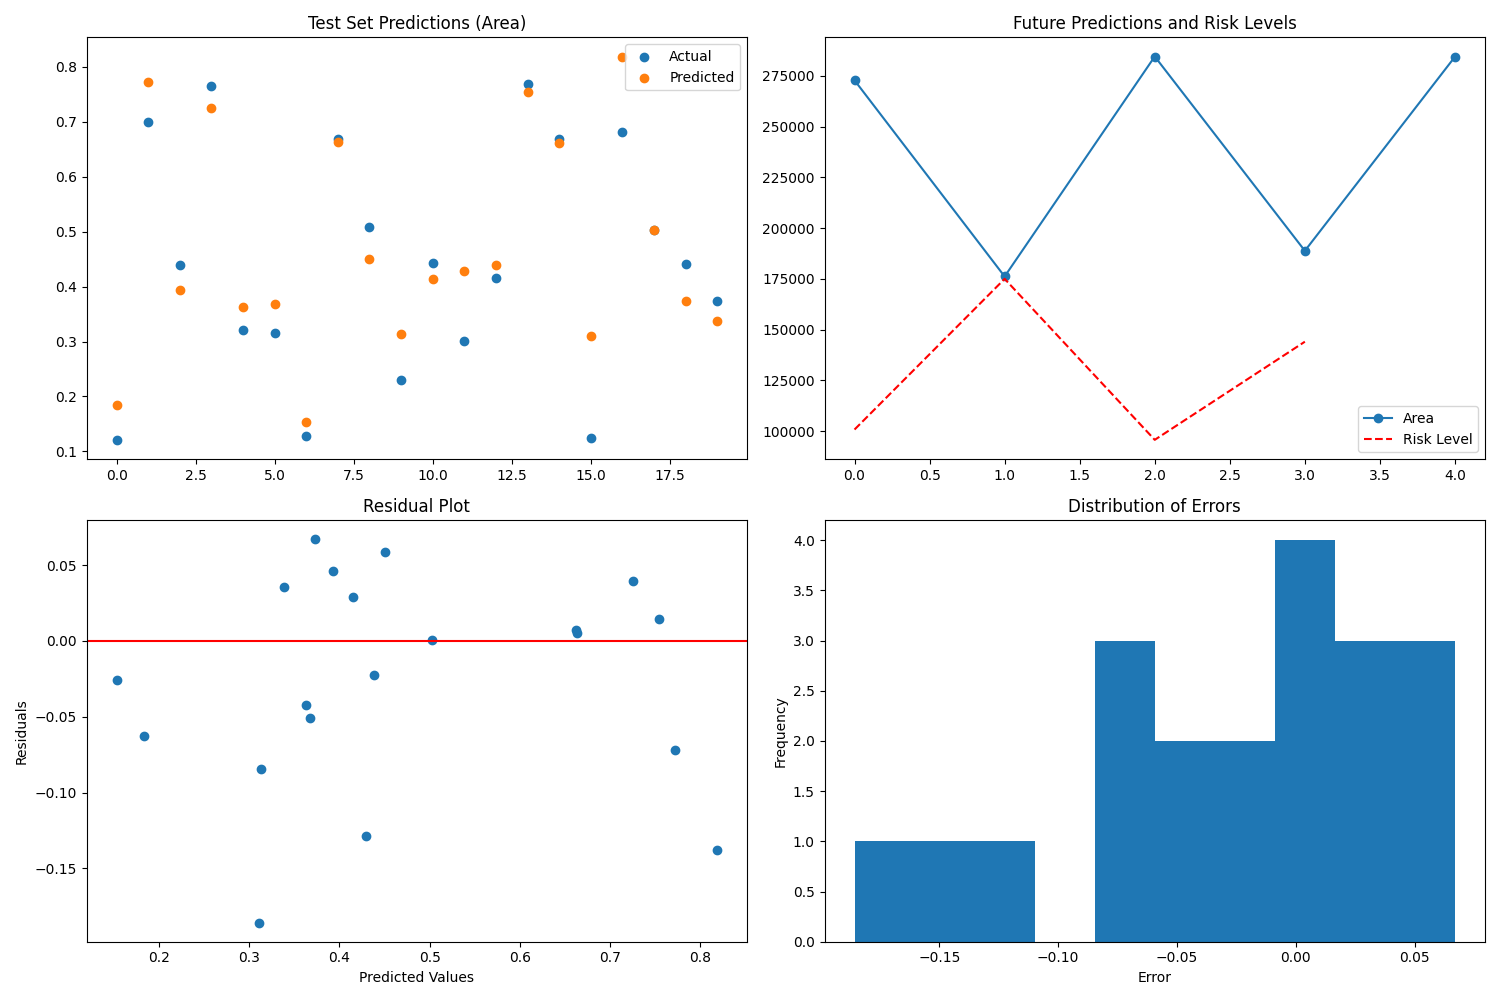 Test Set Predictions (Area)
Actual
Predicted
0.8
0.7
0.6
0.5
0.4
0.3
0.2
0.1
0.0 2.5 5.0 7.5 10.0 12.5 15.0 17.5
Future Predictions and Risk Levels
275000
250000
225000
200000
175000
150000
125000
100000
Area
Risk Level
0.0 0.5 1.0 1.5 2.0 2.5 3.0 3.5 4.0
Residual Plot
Residuals
0.05
0.00
−0.05
−0.10
−0.15
0.2 0.3 0.4 0.5 0.6 0.7 0.8
Predicted Values
Distribution of Errors
Frequency
4.0
3.5
3.0
2.5
2.0
1.5
1.0
0.5
0.0
−0.15 −0.10 −0.05 0.00 0.05
Error